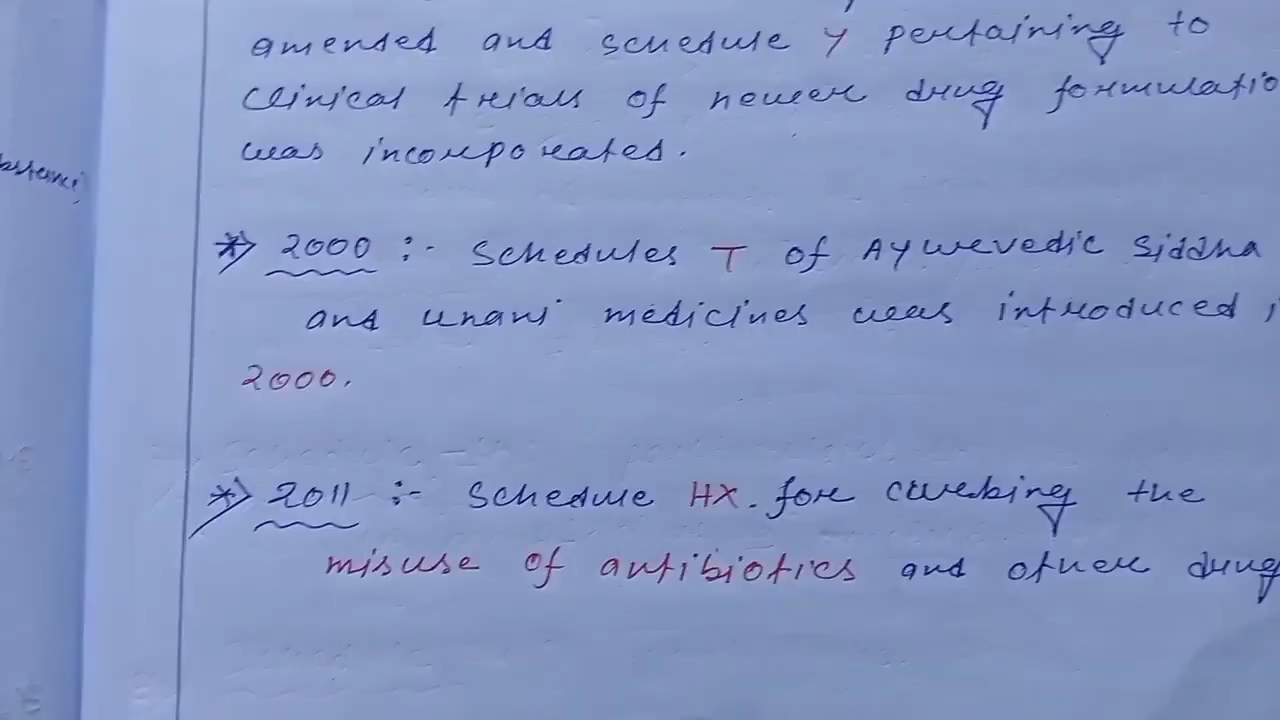 amended and schedule Y pertaining to
clinical trials of newer drug formulatio
was incorporated.
*⇒ 2000 :- Schedules T of Ayurvedic Siddha
and unani medicines was introduced i
2000.
*⇒ 2011 :- Schedule HX. for curbing the
misuse of antibiotics and other drug